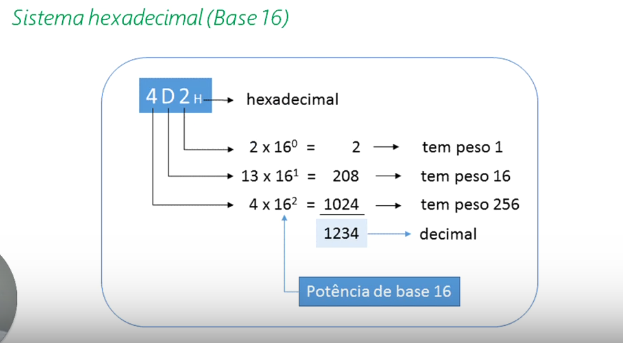 Sistema hexadecimal (Base 16)
4D2H → hexadecimal
2 x 16⁰ = 2 → tem peso 1
13 x 16¹ = 208 → tem peso 16
4 x 16² = 1024 → tem peso 256
1234 → decimal
Potência de base 16